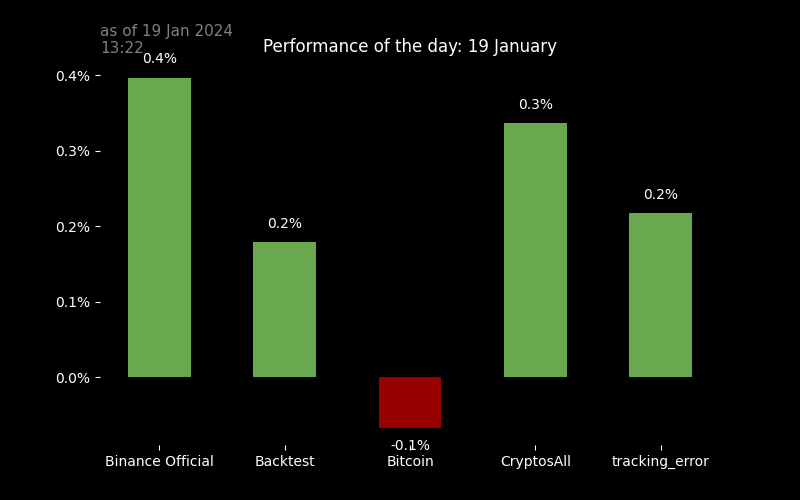 as of 19 Jan 2024
13:22
Performance of the day: 19 January
0.4%
0.3%
0.2%
0.1%
0.0%
0.4%
0.2%
-0.1%
0.3%
0.2%
Binance Official
Backtest
Bitcoin
CryptosAll
tracking_error